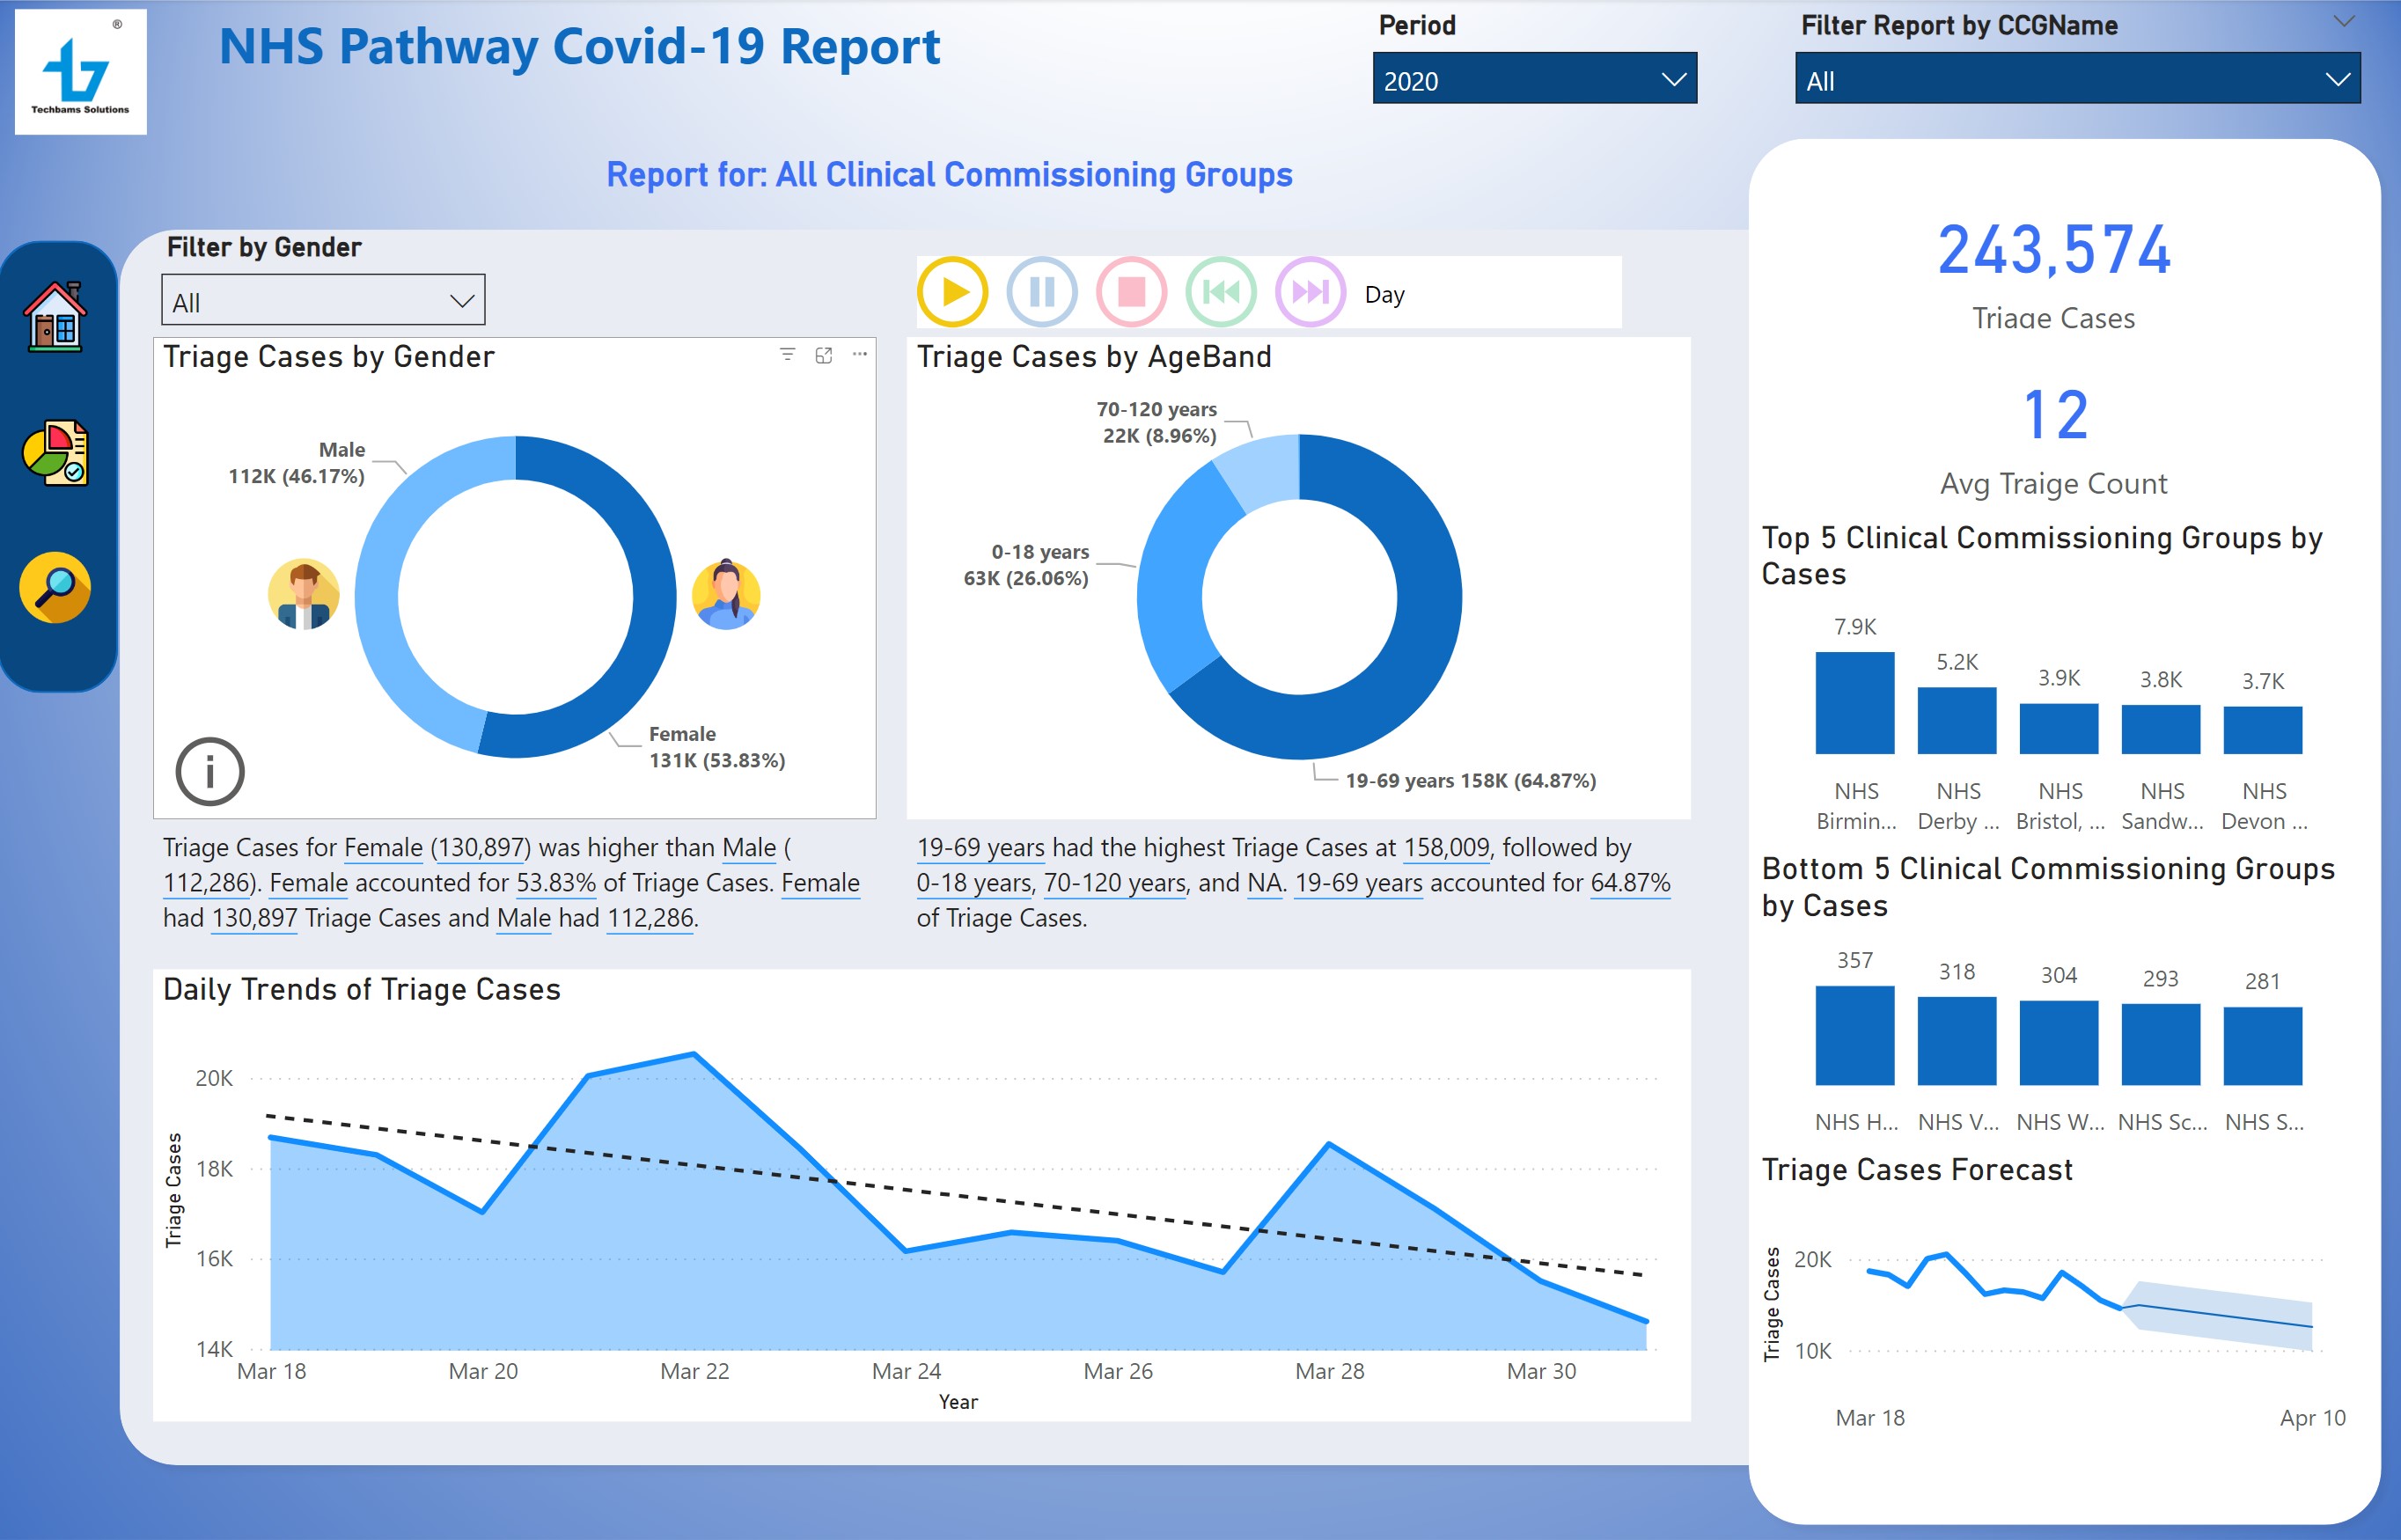 ®
Techbams Solutions
NHS Pathway Covid-19 Report
Period
2020
Filter Report by CCGName
All
Report for: All Clinical Commissioning Groups
Filter by Gender
All
Day
Triage Cases by Gender
Male
112K (46.17%)
Female
131K (53.83%)
i
Triage Cases for Female (130,897) was higher than Male (
112,286). Female accounted for 53.83% of Triage Cases. Female
had 130,897 Triage Cases and Male had 112,286.
Triage Cases by AgeBand
70-120 years
22K (8.96%)
0-18 years
63K (26.06%)
19-69 years 158K (64.87%)
19-69 years had the highest Triage Cases at 158,009, followed by
0-18 years, 70-120 years, and NA. 19-69 years accounted for 64.87%
of Triage Cases.
Daily Trends of Triage Cases
Triage Cases
20K
18K
16K
14K
Mar 18 Mar 20 Mar 22 Mar 24 Mar 26 Mar 28 Mar 30
Year
243,574
Triage Cases
12
Avg Traige Count
Top 5 Clinical Commissioning Groups by
Cases
7.9K 5.2K 3.9K 3.8K 3.7K
NHS NHS NHS NHS NHS
Birmin... Derby ... Bristol, ... Sandw... Devon ...
Bottom 5 Clinical Commissioning Groups
by Cases
357 318 304 293 281
NHS H... NHS V... NHS W... NHS Sc... NHS S...
Triage Cases Forecast
Triage Cases
20K
10K
Mar 18 Apr 10